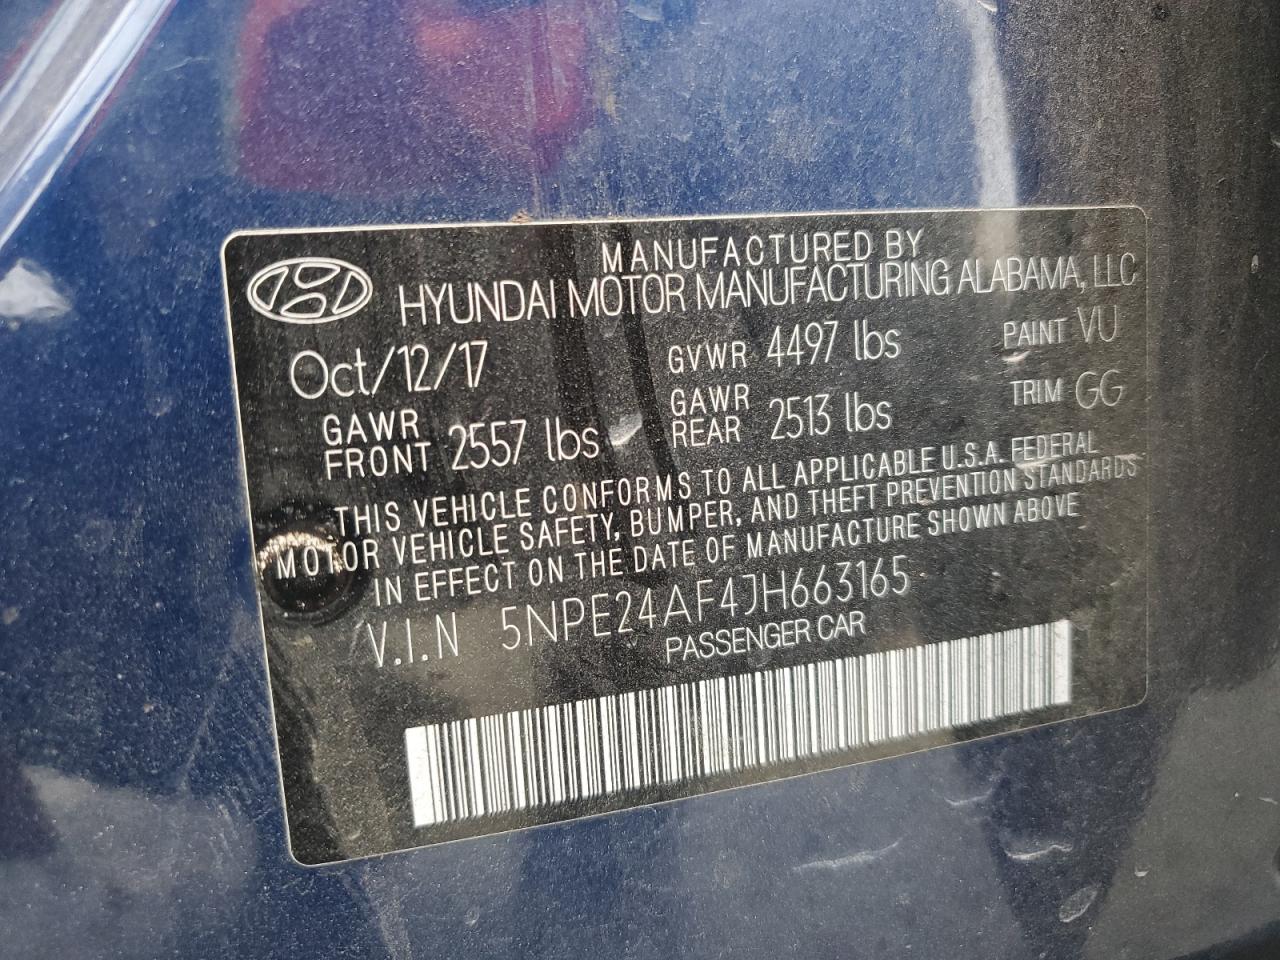 MANUFACTURED BY
HYUNDAI MOTOR MANUFACTURING ALABAMA, LLC
Oct/12/17 GVWR 4497 lbs PAINT VU
GAWR FRONT 2557 lbs GAWR REAR 2513 lbs TRIM GG
THIS VEHICLE CONFORMS TO ALL APPLICABLE U.S.A. FEDERAL
MOTOR VEHICLE SAFETY, BUMPER, AND THEFT PREVENTION STANDARDS
IN EFFECT ON THE DATE OF MANUFACTURE SHOWN ABOVE
V.I.N 5NPE24AF4JH663165
PASSENGER CAR